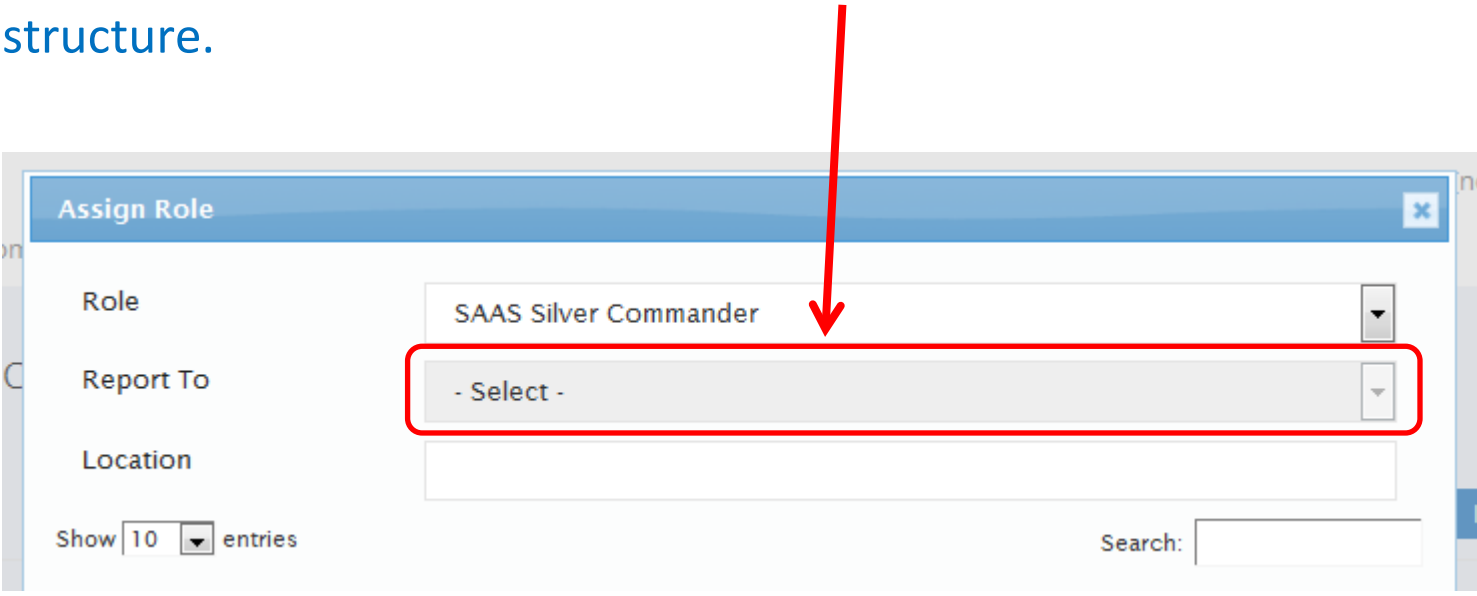 structure.
Assign Role
Role
SAAS Silver Commander
Report To
- Select -
Location
Show 10 entries
Search: